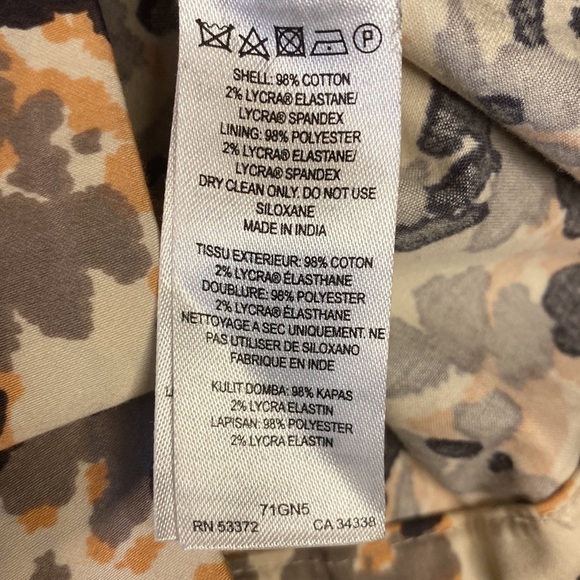 P
SHELL: 98% COTTON
2% LYCRA® ELASTANE/
LYCRA® SPANDEX
LINING: 98% POLYESTER
2% LYCRA® ELASTANE/
LYCRA® SPANDEX
DRY CLEAN ONLY. DO NOT USE
SILOXANE
MADE IN INDIA
TISSU EXTERIEUR: 98% COTON
2% LYCRA® ÉLASTHANE
DOUBLURE: 98% POLYESTER
2% LYCRA® ÉLASTHANE
NETTOYAGE A SEC UNIQUEMENT. NE
PAS UTILISER DE SILOXANO
FABRIQUE EN INDE
KULIT DOMBA: 98% KAPAS
2% LYCRA ELASTIN
LAPISAN: 98% POLYESTER
2% LYCRA ELASTIN
71GN5
RN 53372 CA 34338